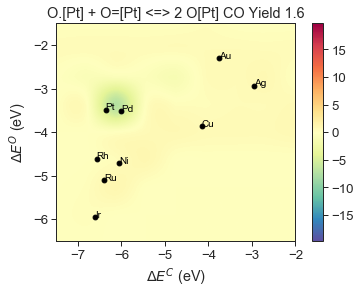 O.[Pt] + O=[Pt] <=> 2 O[Pt] CO Yield 1.6
−2
−3
−4
−5
−6
ΔE^O (eV)
Au
Ag
Pt
Pd
Cu
Rh
Ni
Ru
Ir
−7
−6
−5
−4
−3
−2
ΔE^C (eV)
15
10
5
0
−5
−10
−15